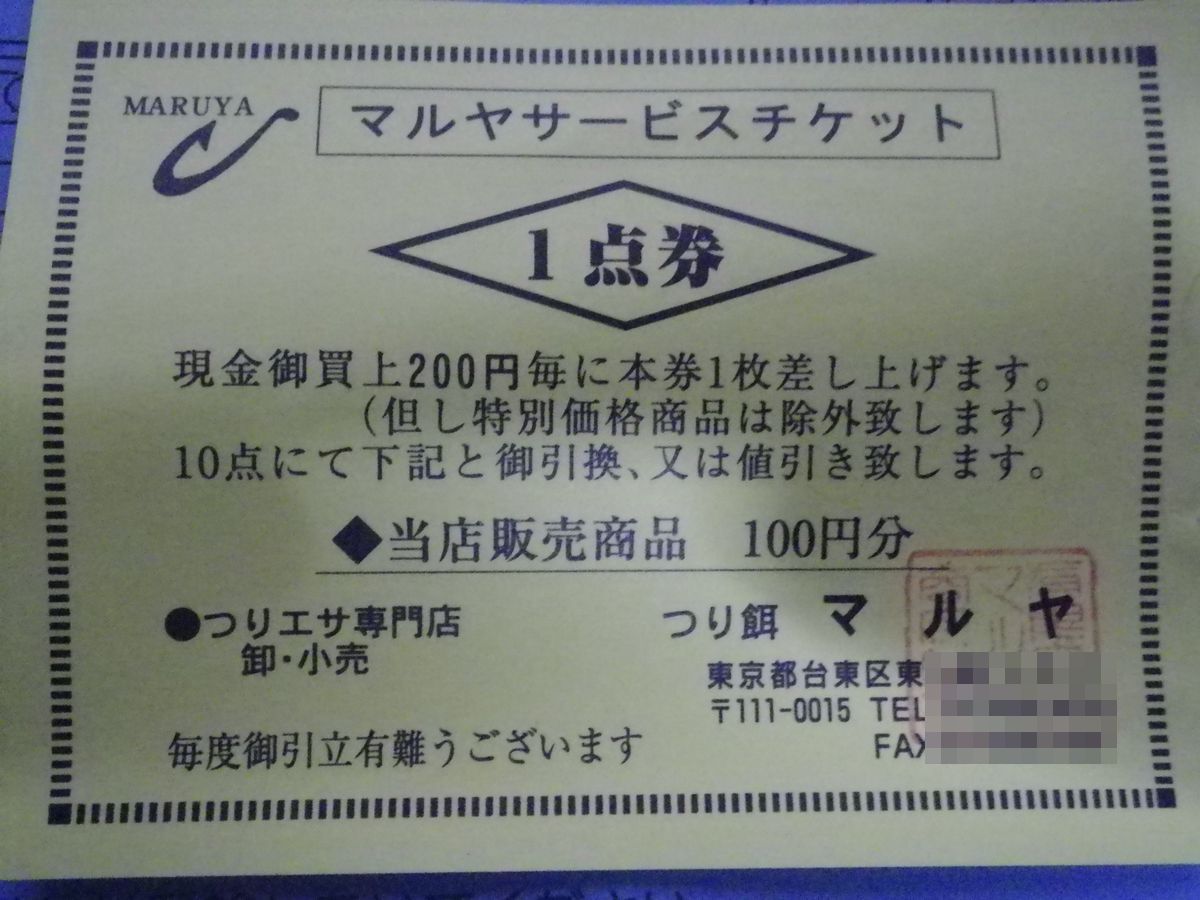 MARUYA
マルヤサービスチケット
1点券
現金御買上200円毎に本券1枚差し上げます。
(但し特別価格商品は除外致します)
10点にて下記と御引換、又は値引き致します。
◆当店販売商品 100円分
●つりエサ専門店
卸・小売
つり餌 マルヤ
東京都台東区東
〒111-0015 TEL
FAX
毎度御引立有難うございます